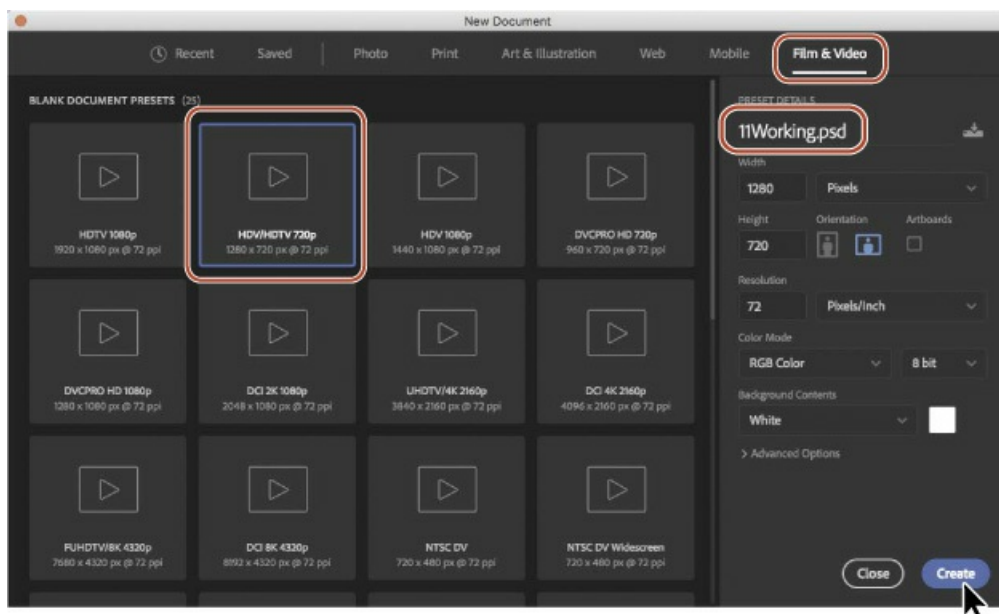 New Document
Recent Saved Photo Print Art & Illustration Web Mobile Film & Video
BLANK DOCUMENT PRESETS (25)
HDTV 1080p
1920 x 1080 px @ 72 ppi
HDV/HDTV 720p
1280 x 720 px @ 72 ppi
HDV 1080p
1440 x 1080 px @ 72 ppi
DVCPRO HD 720p
960 x 720 px @ 72 ppi
DVCPRO HD 1080p
1280 x 1080 px @ 72 ppi
DCI 2K 1080p
2048 x 1080 px @ 72 ppi
UHDTV/4K 2160p
3840 x 2160 px @ 72 ppi
DCI 4K 2160p
4096 x 2160 px @ 72 ppi
FUHDTV/8K 4320p
7680 x 4320 px @ 72 ppi
DCI 8K 4320p
8192 x 4320 px @ 72 ppi
NTSC DV
720 x 480 px @ 72 ppi
NTSC DV Widescreen
720 x 480 px @ 72 ppi
PRESET DETAILS
11Working.psd
Width
1280 Pixels
Height Orientation Artboards
720
Resolution
72 Pixels/Inch
Color Mode
RGB Color 8 bit
Background Contents
White
> Advanced Options
Close Create